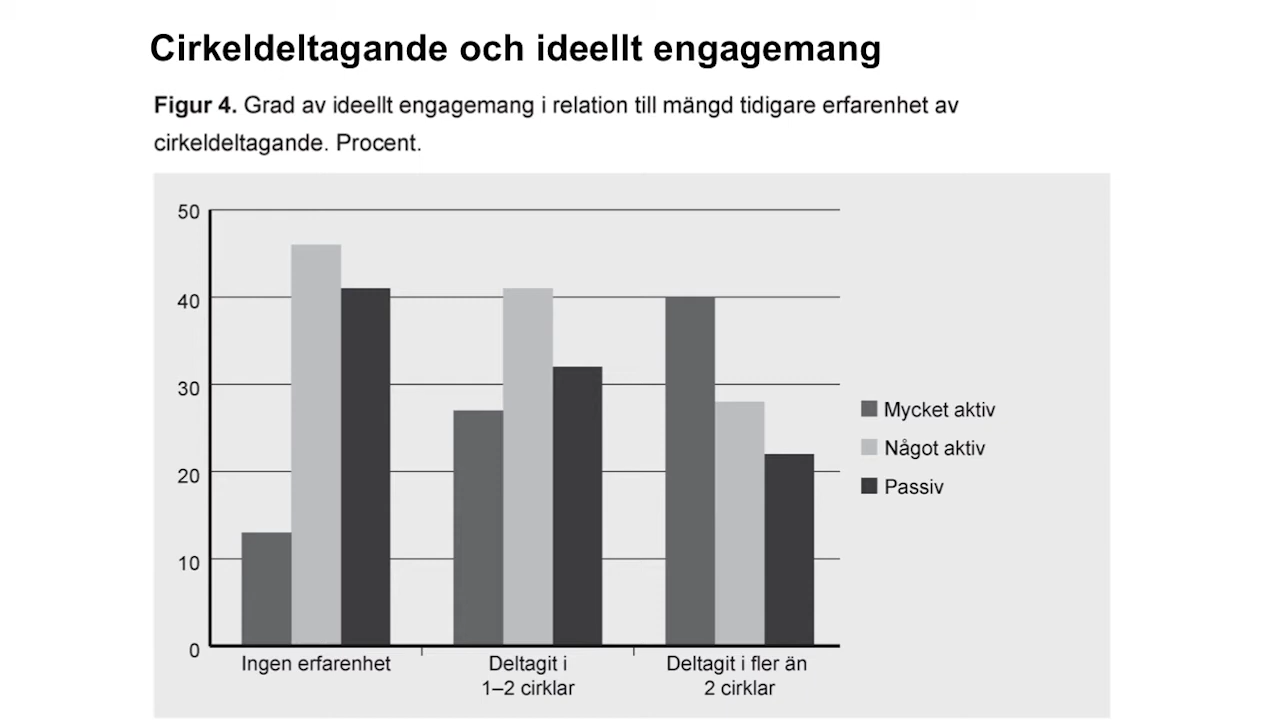 Cirkeldeltagande och ideellt engagemang
Figur 4. Grad av ideellt engagemang i relation till mängd tidigare erfarenhet av
cirkeldeltagande. Procent.
50
40
30
20
10
0
Ingen erfarenhet
Deltagit i
1–2 cirklar
Deltagit i fler än
2 cirklar
Mycket aktiv
Något aktiv
Passiv